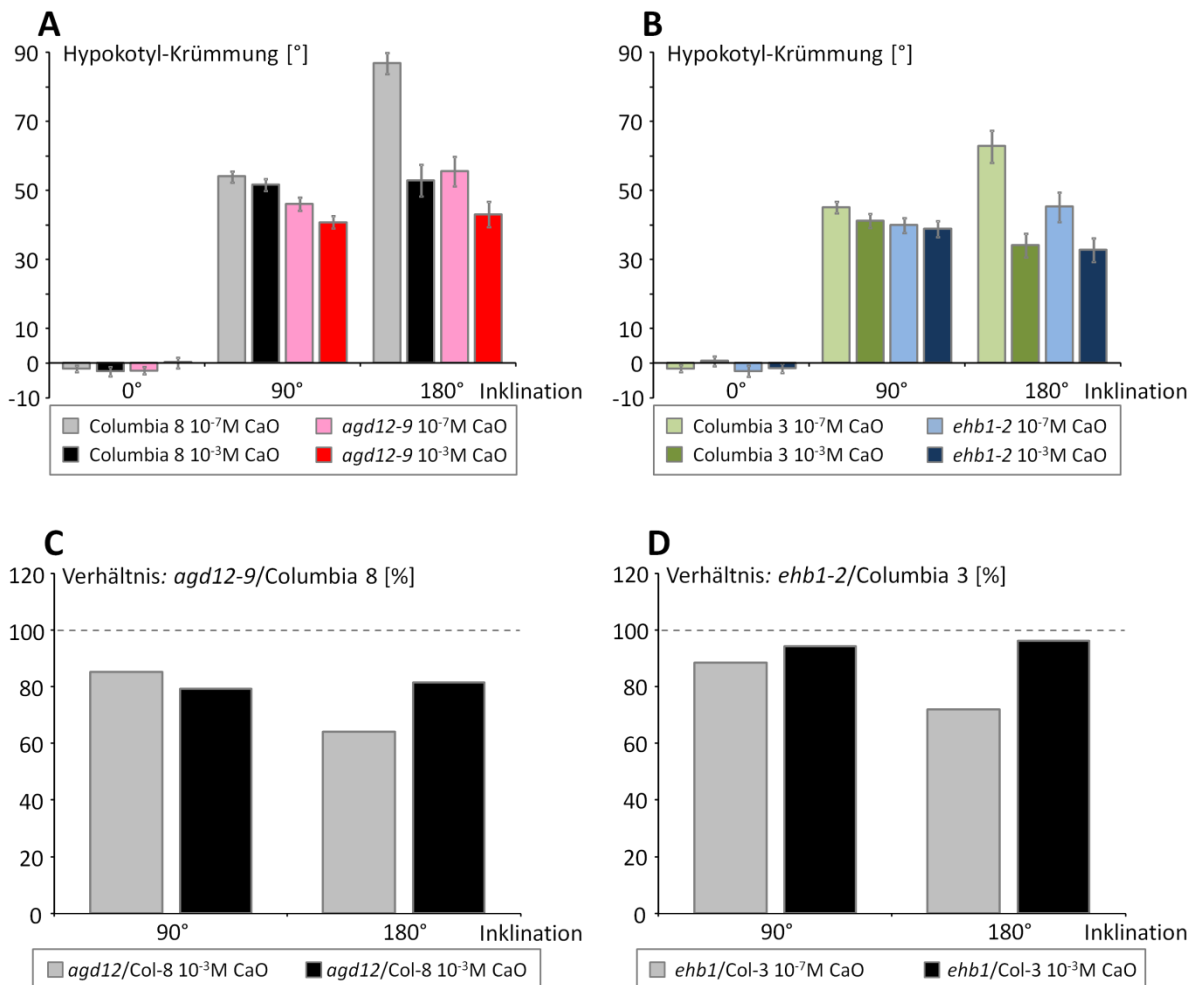 A
Hypokotyl-Krümmung [°]
90
70
50
30
10
0
-10
0°
90°
180°
Inklination
Columbia 8 10⁻⁷M CaO
agd12-9 10⁻⁷M CaO
Columbia 8 10⁻³M CaO
agd12-9 10⁻³M CaO
B
Hypokotyl-Krümmung [°]
90
70
50
30
10
0
-10
0°
90°
180°
Inklination
Columbia 3 10⁻⁷M CaO
ehb1-2 10⁻⁷M CaO
Columbia 3 10⁻³M CaO
ehb1-2 10⁻³M CaO
C
Verhältnis: agd12-9/Columbia 8 [%]
120
100
80
60
40
20
0
90°
180°
Inklination
agd12/Col-8 10⁻³M CaO
agd12/Col-8 10⁻³M CaO
D
Verhältnis: ehb1-2/Columbia 3 [%]
120
100
80
60
40
20
0
90°
180°
Inklination
ehb1/Col-3 10⁻⁷M CaO
ehb1/Col-3 10⁻³M CaO